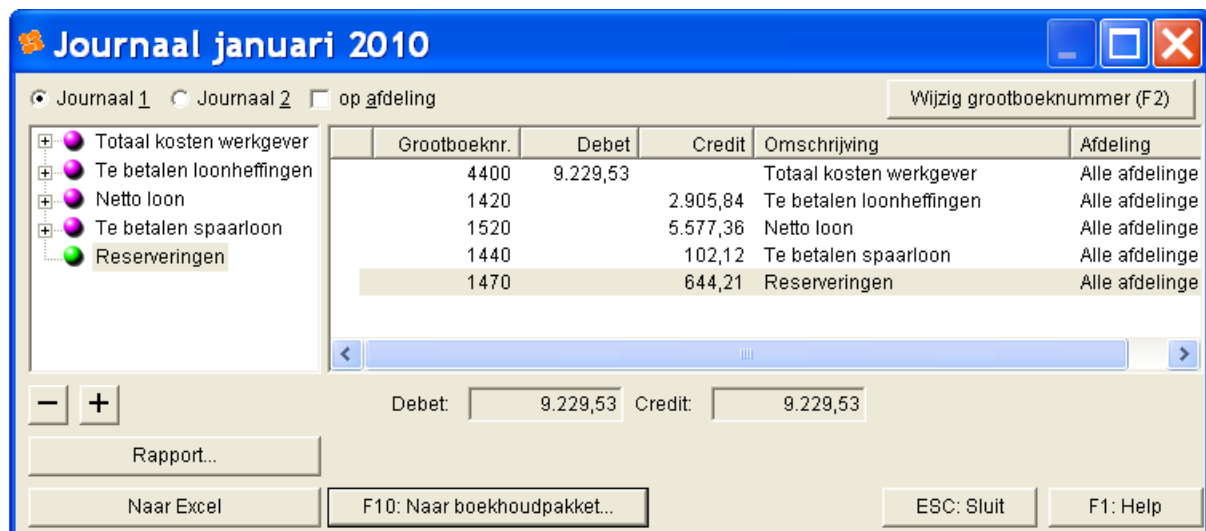 Journaal januari 2010
Journaal 1 Journaal 2 op afdeling Wijzig grootboeknummer (F2)
Totaal kosten werkgever
Te betalen loonheffingen
Netto loon
Te betalen spaarloon
Reserveringen
Grootboeknr. Debet Credit Omschrijving Afdeling
4400 9.229,53 Totaal kosten werkgever Alle afdelinge
1420 2.905,84 Te betalen loonheffingen Alle afdelinge
1520 5.577,36 Netto loon Alle afdelinge
1440 102,12 Te betalen spaarloon Alle afdelinge
1470 644,21 Reserveringen Alle afdelinge
Debet: 9.229,53 Credit: 9.229,53
Rapport...
Naar Excel F10: Naar boekhoudpakket... ESC: Sluit F1: Help